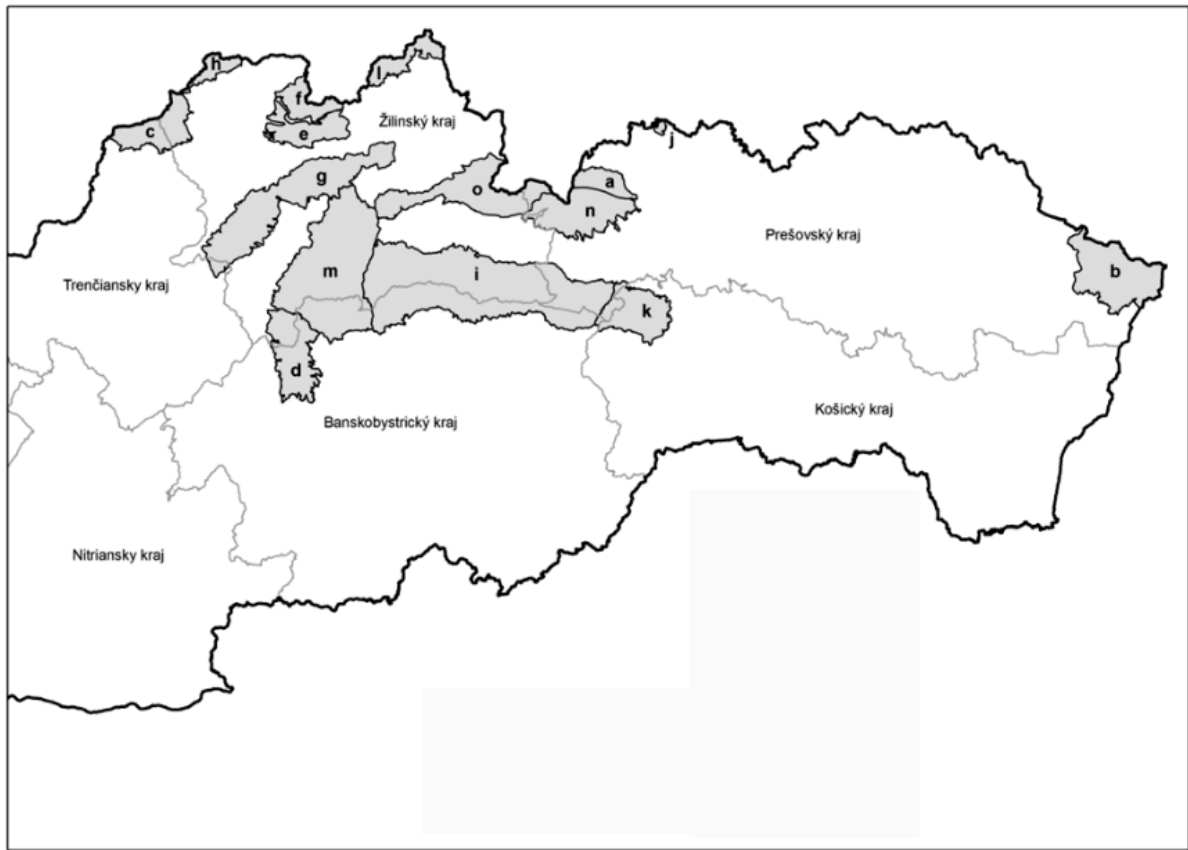 h
l
f
c
e
Žilinský kraj
j
g
o
a
n
Prešovský kraj
Trenčiansky kraj
m
i
b
k
d
Banskobystrický kraj
Košický kraj
Nitriansky kraj